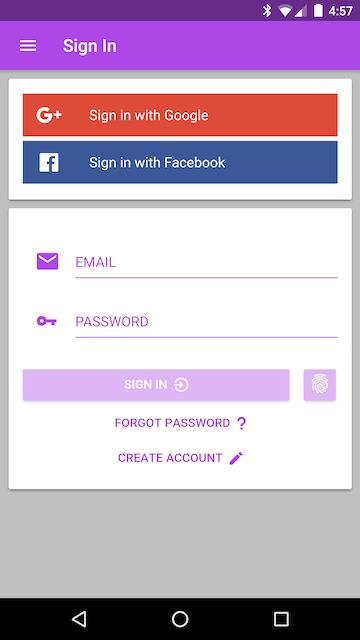 4:57
Sign In
G+ Sign in with Google
Sign in with Facebook
EMAIL
PASSWORD
SIGN IN
FORGOT PASSWORD ?
CREATE ACCOUNT